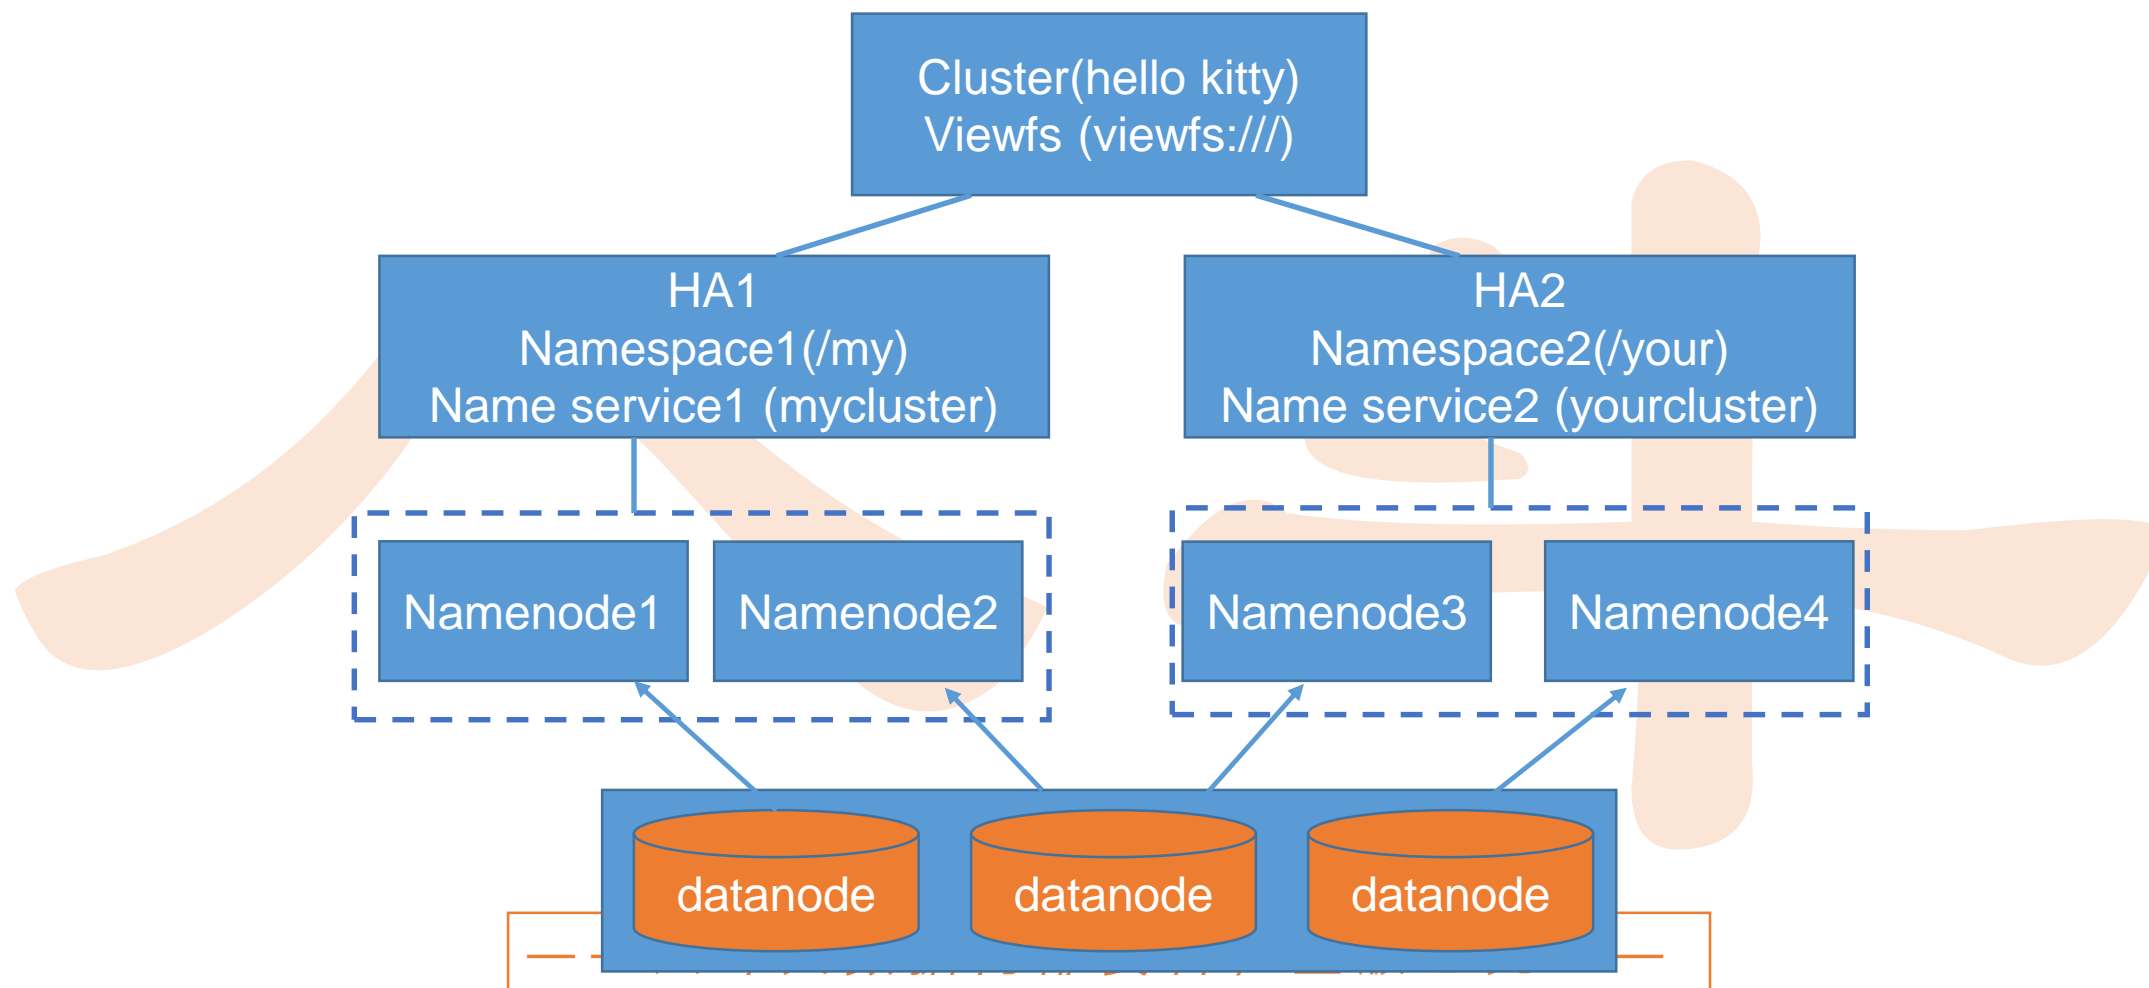 Cluster(hello kitty)
Viewfs (viewfs:///)
HA1
Namespace1(/my)
Name service1 (mycluster)
HA2
Namespace2(/your)
Name service2 (yourcluster)
Namenode1
Namenode2
Namenode3
Namenode4
datanode
datanode
datanode